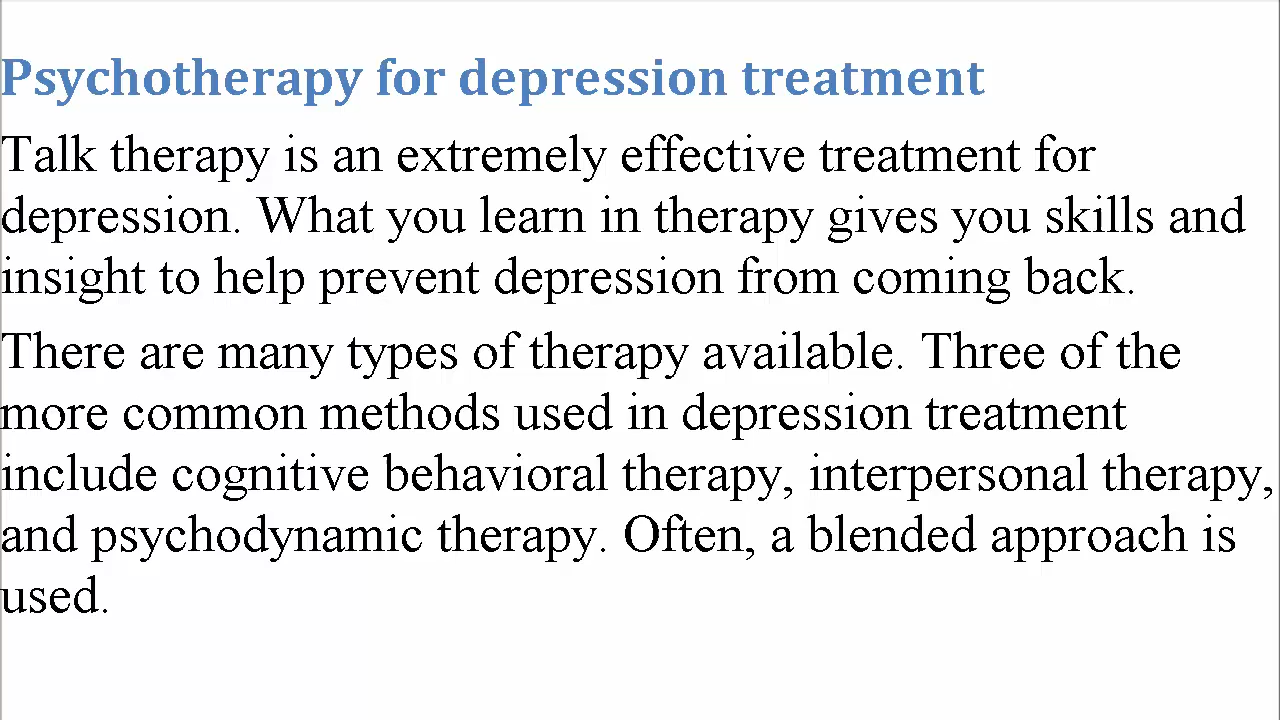 Psychotherapy for depression treatment
Talk therapy is an extremely effective treatment for
depression. What you learn in therapy gives you skills and
insight to help prevent depression from coming back.
There are many types of therapy available. Three of the
more common methods used in depression treatment
include cognitive behavioral therapy, interpersonal therapy,
and psychodynamic therapy. Often, a blended approach is
used.